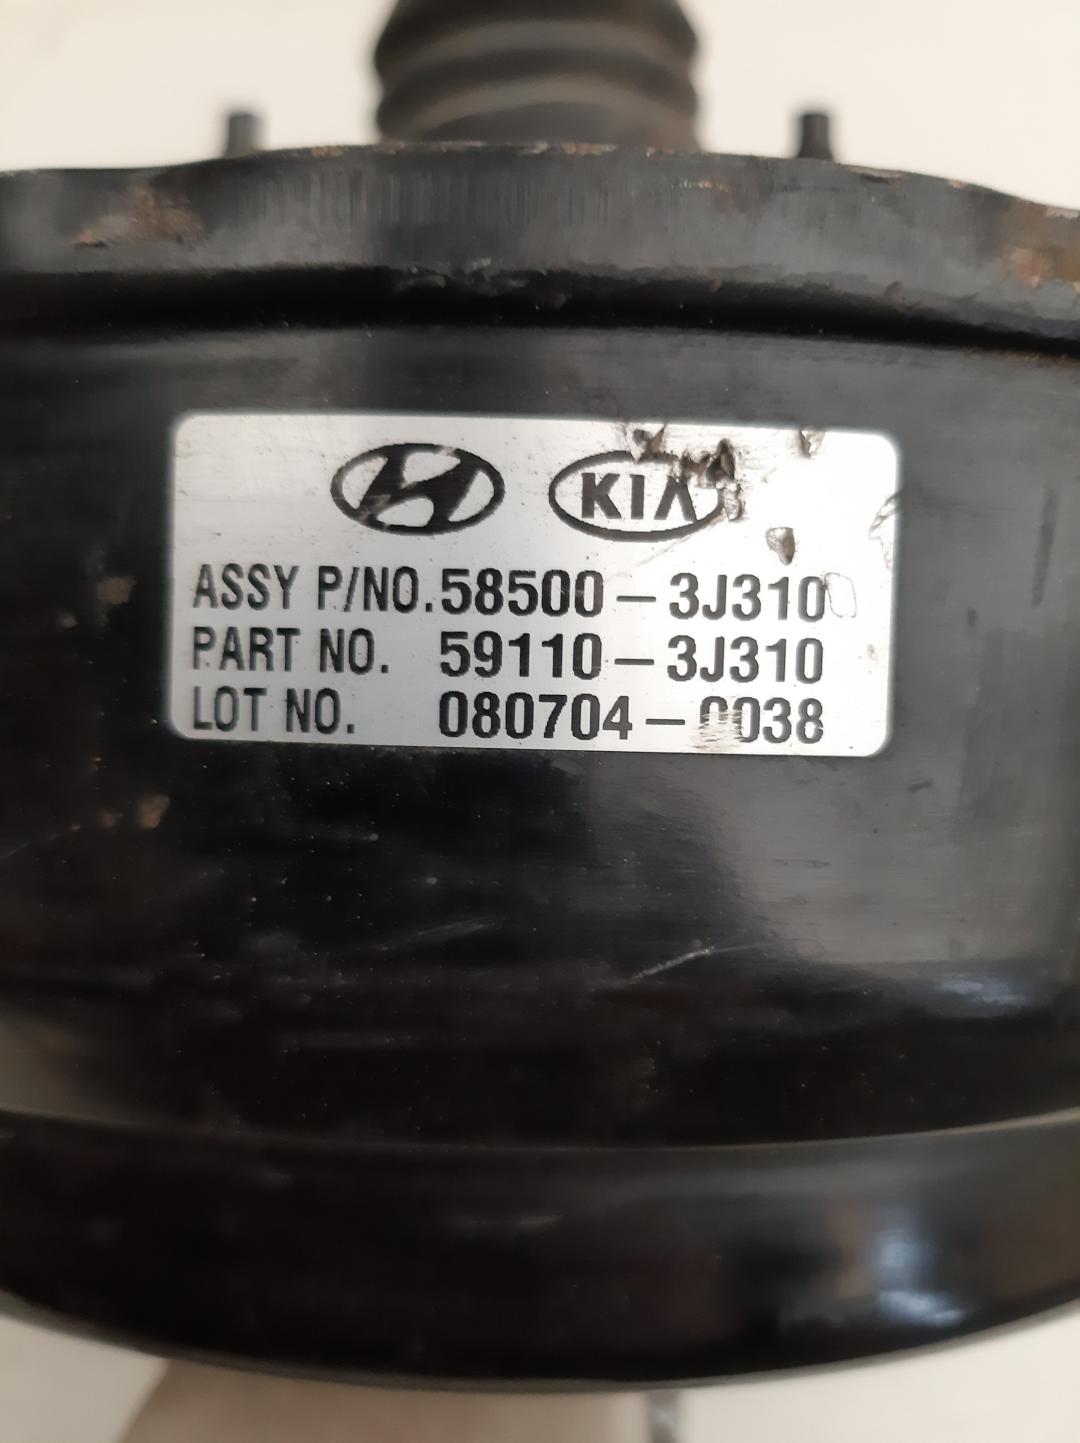 KIA
ASSY P/NO.58500-3J310
PART NO. 59110-3J310
LOT NO. 080704-0038